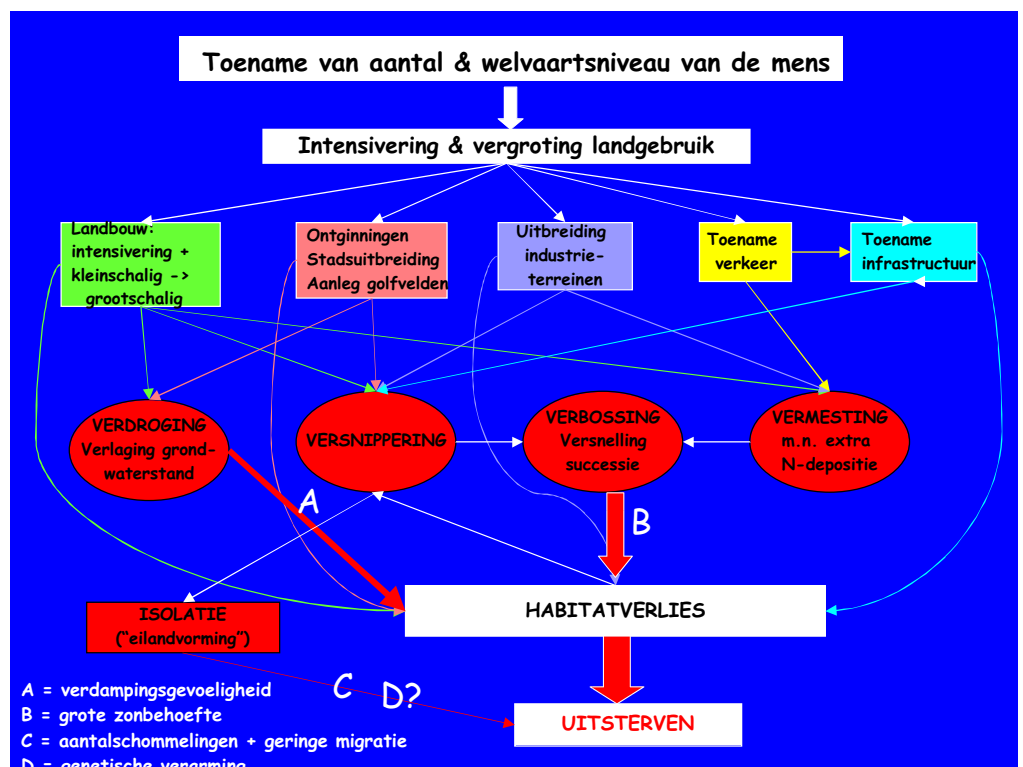 Toename van aantal & welvaartsniveau van de mens
Intensivering & vergroting landgebruik
Landbouw:
intensivering +
kleinschalig ->
grootschalig
Ontginningen
Stadsuitbreiding
Aanleg golfvelden
Uitbreiding
industrie-
terreinen
Toename
verkeer
Toename
infrastructuur
VERDROGING
Verlaging grond-
waterstand
VERSNIPPERING
VERBOSSING
Versnelling
successie
VERMESTING
m.n. extra
N-depositie
A
B
ISOLATIE
("eilandvorming")
HABITATVERLIES
C
D?
UITSTERVEN
A = verdampingsgevoeligheid
B = grote zonbehoefte
C = aantalschommelingen + geringe migratie
D = genetische verarming